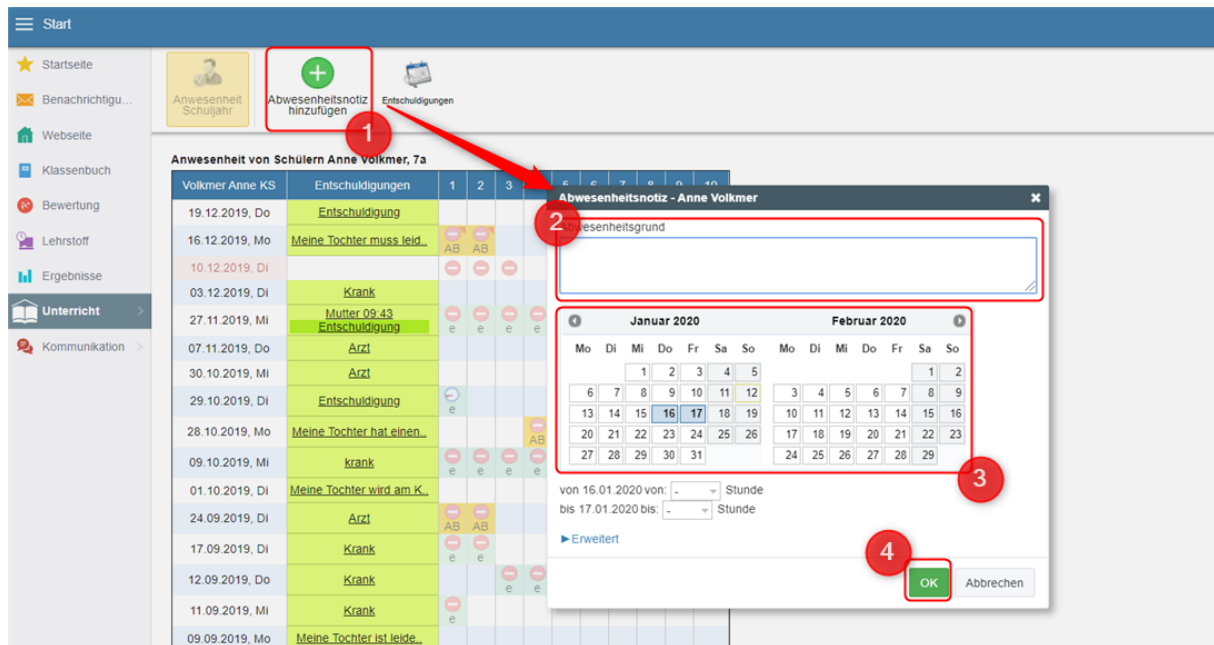 Start
Startseite
Benachrichtigu...
Webseite
Klassenbuch
Bewertung
Lehrstoff
Ergebnisse
Unterricht
Kommunikation
Anwesenheit
Schuljahr
Abwesenheitsnotiz
hinzufügen
Entschuldigungen
1
Anwesenheit von Schülern Anne Volkmer, 7a
Volkmer Anne KS Entschuldigungen 1 2 3 5 6 7 8 9 10
19.12.2019, Do Entschuldigung
16.12.2019, Mo Meine Tochter muss leid.. AB AB
10.12.2019, Di
03.12.2019, Di Krank
27.11.2019, Mi Mutter 09:43
Entschuldigung e e e e
07.11.2019, Do Arzt
30.10.2019, Mi Arzt
29.10.2019, Di Entschuldigung e
28.10.2019, Mo Meine Tochter hat einen.. AB
09.10.2019, Mi krank e e e e
01.10.2019, Di Meine Tochter wird am K..
24.09.2019, Di Arzt AB AB
17.09.2019, Di Krank e e
12.09.2019, Do Krank e e
11.09.2019, Mi Krank e
09.09.2019, Mo Meine Tochter ist leide..
Abwesenheitsnotiz - Anne Volkmer
2
Abwesenheitsgrund
Januar 2020 Februar 2020
Mo Di Mi Do Fr Sa So Mo Di Mi Do Fr Sa So
1 2 3 4 5 1 2
6 7 8 9 10 11 12 3 4 5 6 7 8 9
13 14 15 16 17 18 19 10 11 12 13 14 15 16
20 21 22 23 24 25 26 17 18 19 20 21 22 23
27 28 29 30 31 24 25 26 27 28 29
3
von 16.01.2020 von: - Stunde
bis 17.01.2020 bis: - Stunde
Erweitert
4
OK Abbrechen